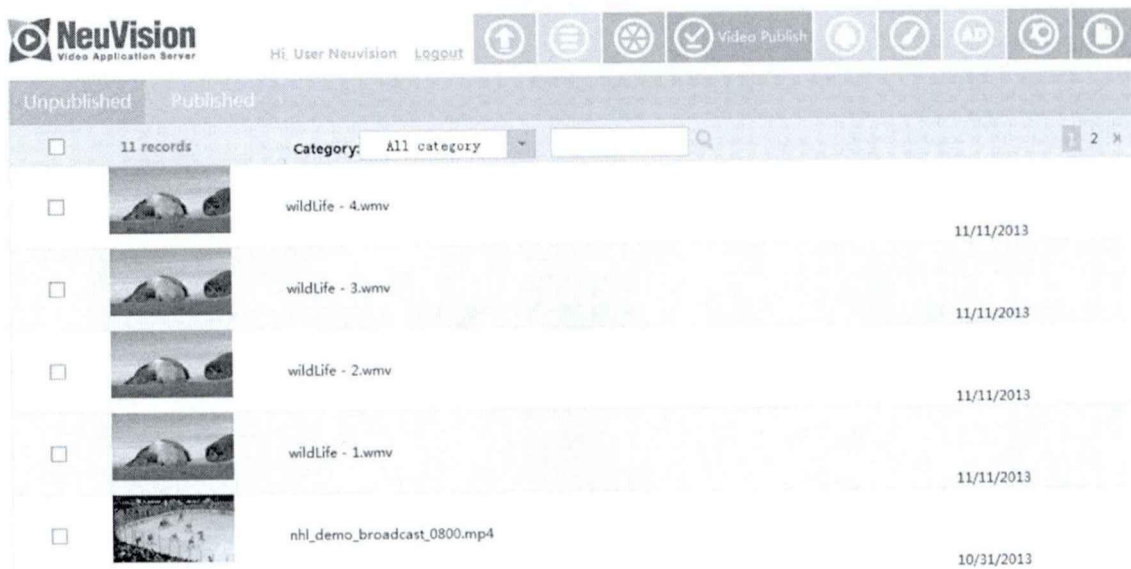 NeuVision
Video Application Server
Hi, User Neuvision Logout
Video Publish
AD
Unpublished Published
11 records Category: All category 1 2 »
wildLife - 4.wmv
11/11/2013
wildLife - 3.wmv
11/11/2013
wildLife - 2.wmv
11/11/2013
wildLife - 1.wmv
11/11/2013
nhl_demo_broadcast_0800.mp4
10/31/2013